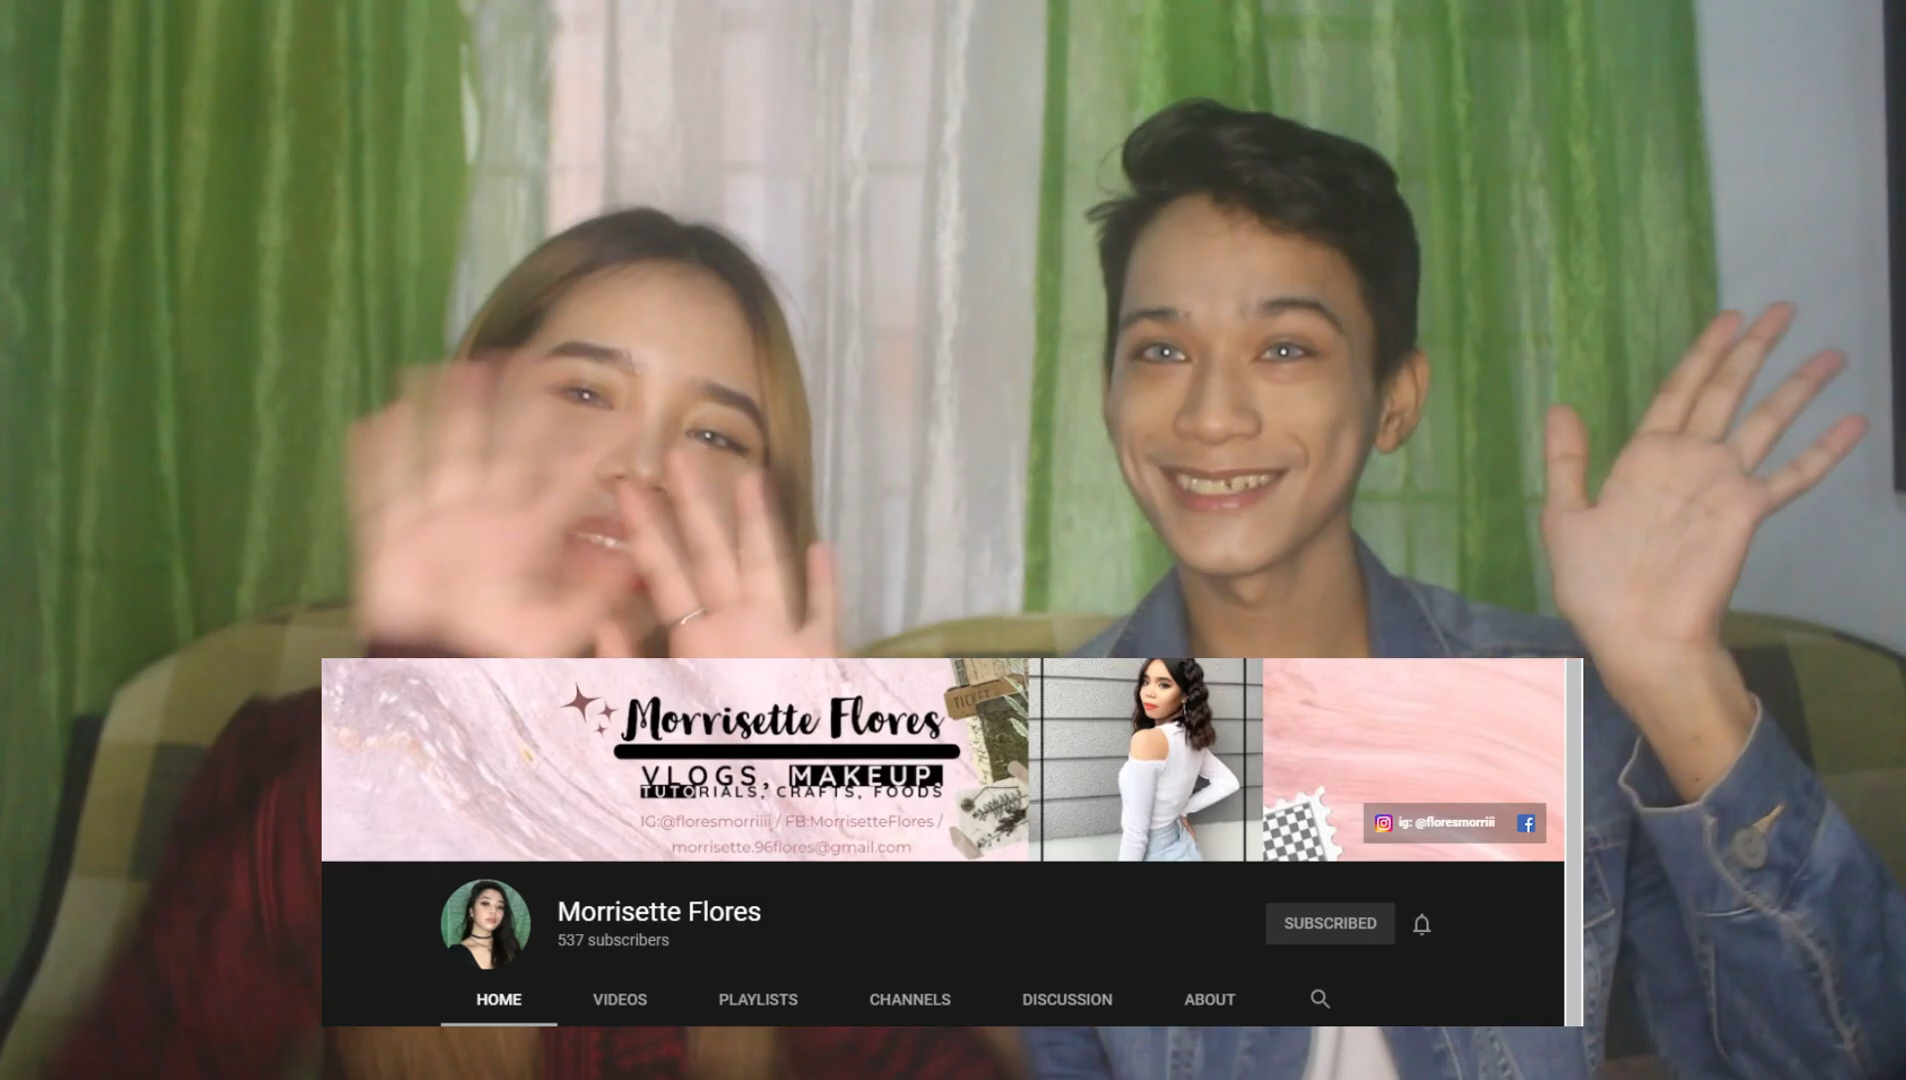 TICKET
Morrisette Flores
VLOGS, MAKEUP,
TUTORIALS, CRAFTS, FOODS
IG:@floresmorriiii / FB:MorrisetteFlores /
morrisette.96flores@gmail.com
ig: @floresmorriii
Morrisette Flores
537 subscribers
SUBSCRIBED
HOME
VIDEOS
PLAYLISTS
CHANNELS
DISCUSSION
ABOUT